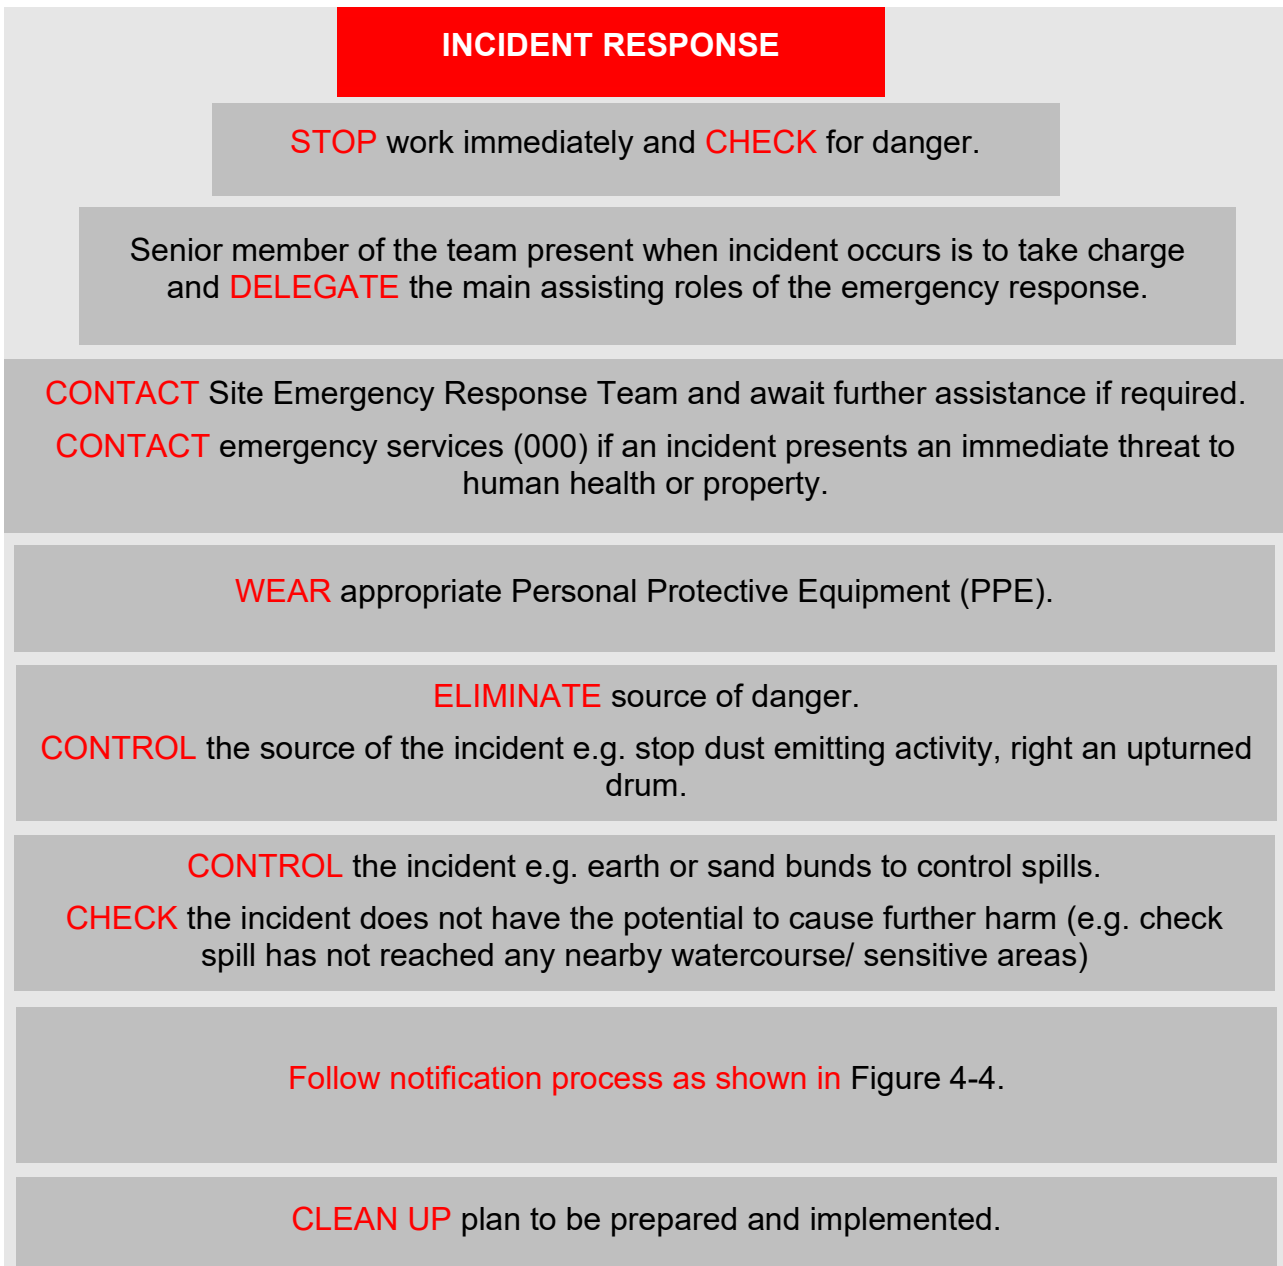 INCIDENT RESPONSE
STOP work immediately and CHECK for danger.
Senior member of the team present when incident occurs is to take charge
and DELEGATE the main assisting roles of the emergency response.
CONTACT Site Emergency Response Team and await further assistance if required.
CONTACT emergency services (000) if an incident presents an immediate threat to
human health or property.
WEAR appropriate Personal Protective Equipment (PPE).
ELIMINATE source of danger.
CONTROL the source of the incident e.g. stop dust emitting activity, right an upturned
drum.
CONTROL the incident e.g. earth or sand bunds to control spills.
CHECK the incident does not have the potential to cause further harm (e.g. check
spill has not reached any nearby watercourse/ sensitive areas)
Follow notification process as shown in Figure 4-4.
CLEAN UP plan to be prepared and implemented.